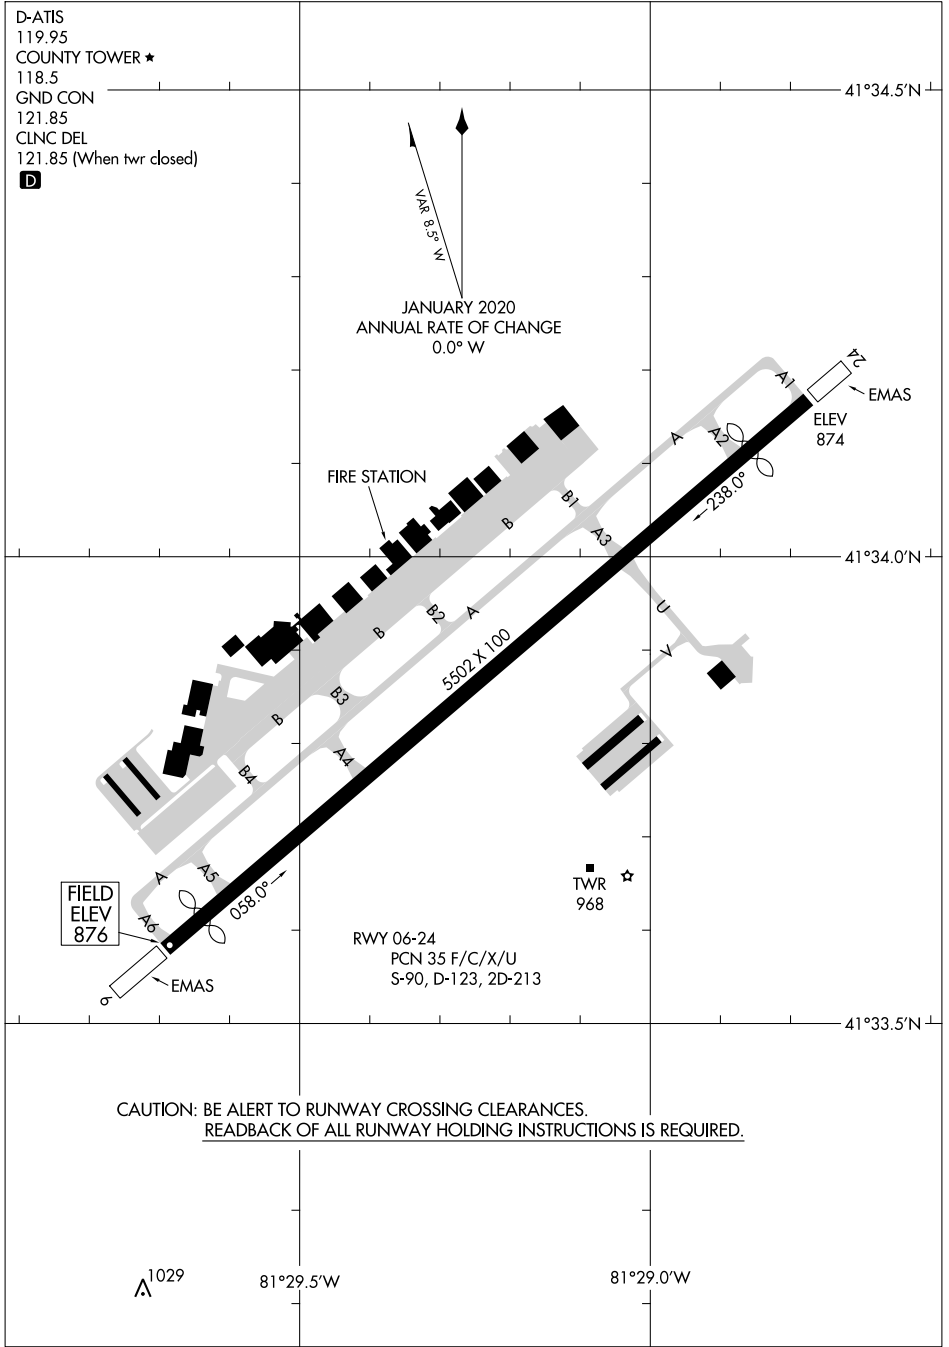 D-ATIS
119.95
COUNTY TOWER ★
118.5
GND CON
121.85
CLNC DEL
121.85 (When twr closed)
D
41°34.5'N
VAR 8.5° W
JANUARY 2020
ANNUAL RATE OF CHANGE
0.0° W
24
EMAS
A1
ELEV
874
A
A2
238.0°
FIRE STATION
B1
B
A3
41°34.0'N
U
B2
A
B
V
5502 X 100
B3
B
A4
B4
A
A5
058.0°
TWR
968
FIELD
ELEV
876
A6
RWY 06-24
PCN 35 F/C/X/U
S-90, D-123, 2D-213
EMAS
6
41°33.5'N
CAUTION: BE ALERT TO RUNWAY CROSSING CLEARANCES.
READBACK OF ALL RUNWAY HOLDING INSTRUCTIONS IS REQUIRED.
1029
81°29.5'W
81°29.0'W